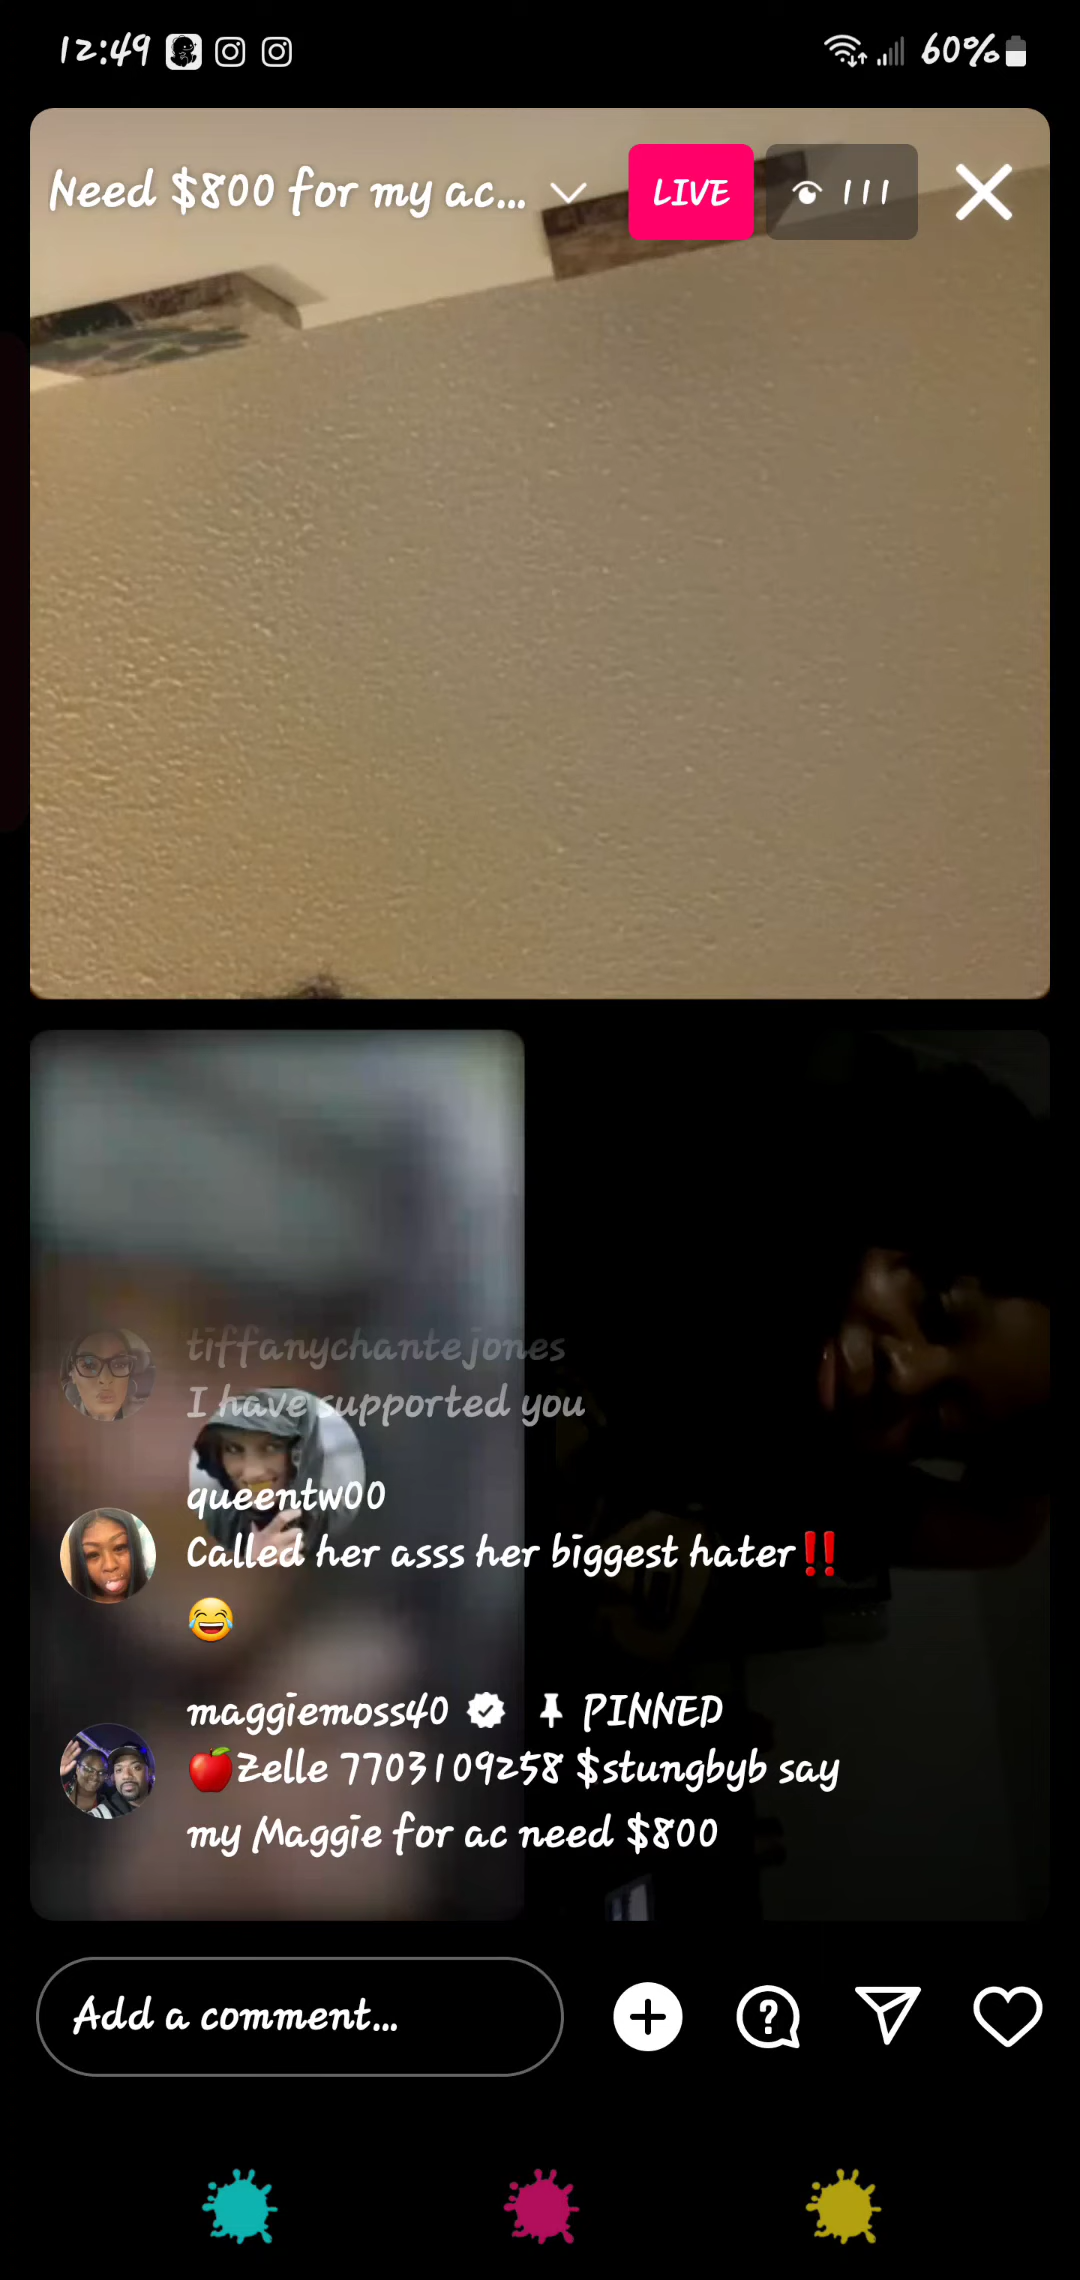 12:49
60%
Need $800 for my ac...
LIVE
111
tiffanychantejones
I have supported you
queentw00
Called her asss her biggest hater‼️
😂
maggiemoss40 PINNED
🍎Zelle 7703109258 $stungbyb say
my Maggie for ac need $800
Add a comment...